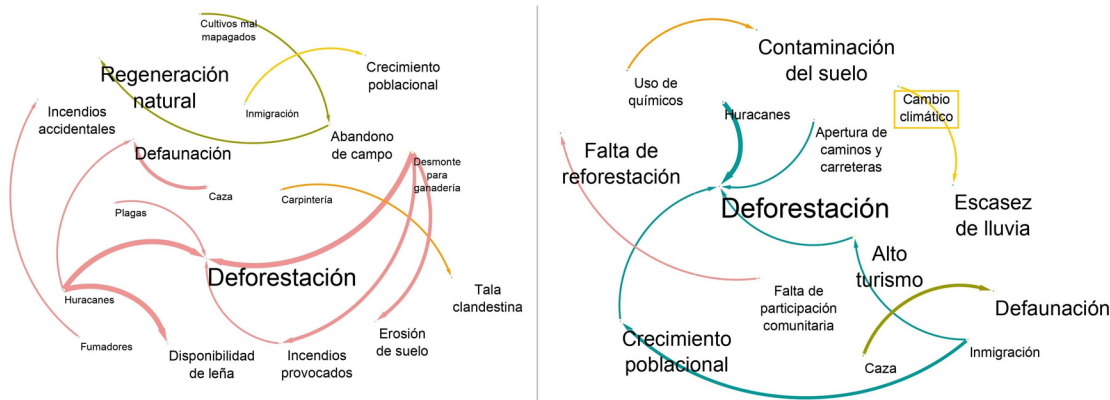 Cultivos mal
mapagados
Regeneración
natural
Crecimiento
poblacional
Incendios
accidentales
Inmigración
Abandono
de campo
Defaunación
Desmonte
para
ganadería
Caza
Carpintería
Plagas
Deforestación
Huracanes
Tala
clandestina
Fumadores
Disponibilidad
de leña
Incendios
provocados
Erosión
de suelo
Contaminación
del suelo
Uso de
químicos
Cambio
climático
Huracanes
Apertura de
caminos y
carreteras
Falta de
reforestación
Deforestación
Escasez
de lluvia
Alto
turismo
Falta de
participación
comunitaria
Defaunación
Crecimiento
poblacional
Caza
Inmigración